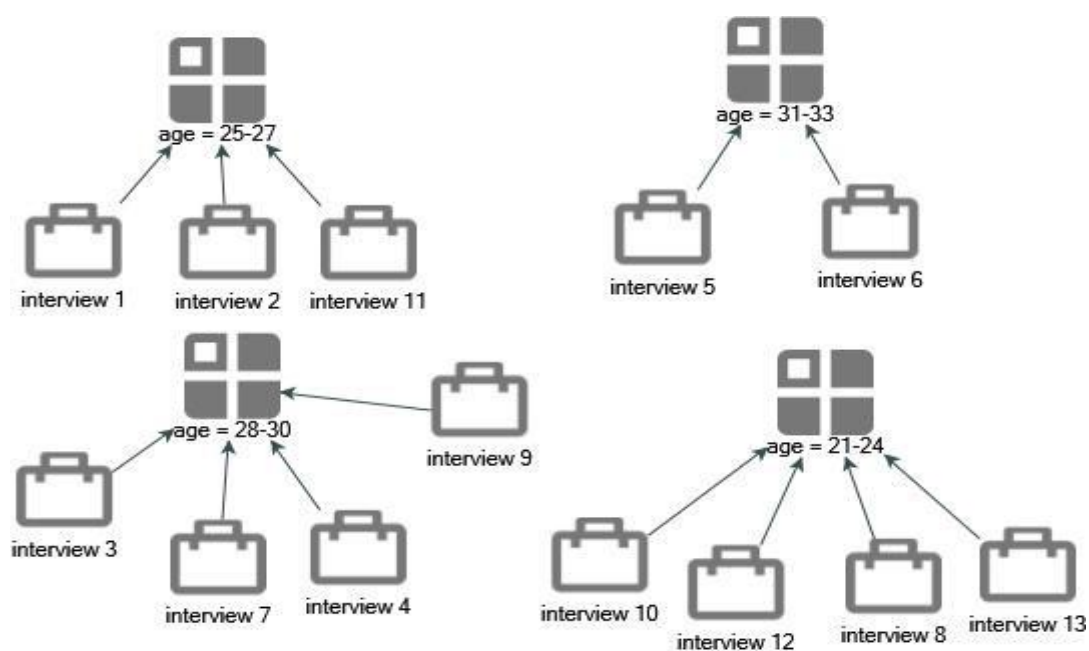 age = 25-27
interview 1
interview 2
interview 11
age = 31-33
interview 5
interview 6
age = 28-30
interview 9
interview 3
interview 7
interview 4
age = 21-24
interview 10
interview 12
interview 8
interview 13